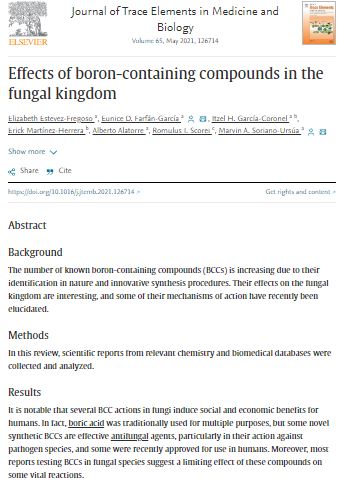 Journal of Trace Elements in Medicine and
Biology
Volume 65, May 2021, 126714
ELSEVIER
Effects of boron-containing compounds in the
fungal kingdom
Elizabeth Estevez-Fregoso a, Eunice D. Farfán-García a, Itzel H. García-Coronel a b,
Erick Martínez-Herrera b, Alberto Alatorre a, Romulus I. Scorei c, Marvin A. Soriano-Ursúa a
Show more
Share Cite
https://doi.org/10.1016/j.jtemb.2021.126714 Get rights and content
Abstract
Background
The number of known boron-containing compounds (BCCs) is increasing due to their
identification in nature and innovative synthesis procedures. Their effects on the fungal
kingdom are interesting, and some of their mechanisms of action have recently been
elucidated.
Methods
In this review, scientific reports from relevant chemistry and biomedical databases were
collected and analyzed.
Results
It is notable that several BCC actions in fungi induce social and economic benefits for
humans. In fact, boric acid was traditionally used for multiple purposes, but some novel
synthetic BCCs are effective antifungal agents, particularly in their action against
pathogen species, and some were recently approved for use in humans. Moreover, most
reports testing BCCs in fungal species suggest a limiting effect of these compounds on
some vital reactions.